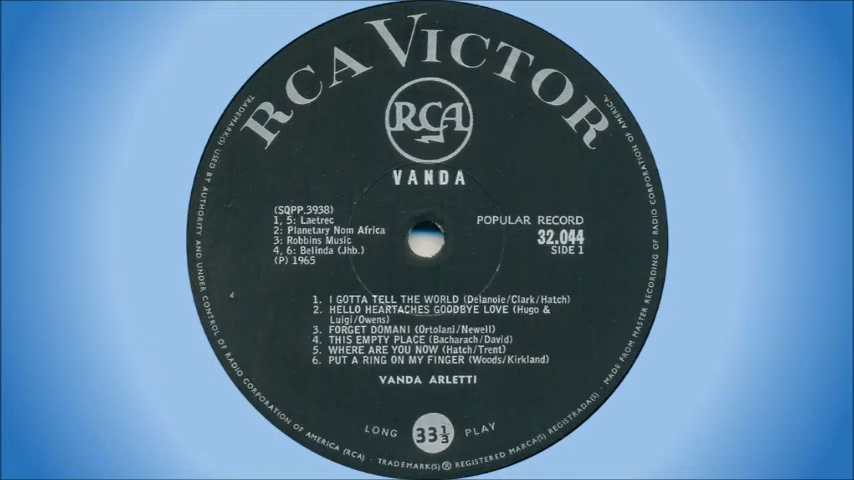 RCA VICTOR
RCA
VANDA
(SQPP.3938)
1, 5: Laetrec
2: Planetary Nom Africa
3: Robbins Music
4, 6: Belinda (Jhb.)
(P) 1965
POPULAR RECORD
32.044
SIDE 1
1. I GOTTA TELL THE WORLD (Delanoie/Clark/Hatch)
2. HELLO HEARTACHES GOODBYE LOVE (Hugo &
Luigi/Owens)
3. FORGET DOMANI (Ortolani/Newell)
4. THIS EMPTY PLACE (Bacharach/David)
5. WHERE ARE YOU NOW (Hatch/Trent)
6. PUT A RING ON MY FINGER (Woods/Kirkland)
VANDA ARLETTI
LONG 33 1/3 PLAY
TRADEMARK(S) USED BY AUTHORITY AND UNDER CONTROL OF RADIO CORPORATION OF AMERICA (RCA) · TRADEMARK(S) ® REGISTERED MARCA(S) REGISTRADA(S) · MADE FROM MASTER RECORDING OF RADIO CORPORATION OF AMERICA.